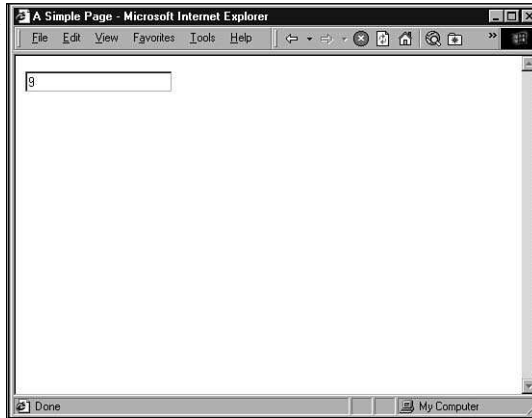 A Simple Page - Microsoft Internet Explorer
File Edit View Favorites Tools Help »
9
Done My Computer